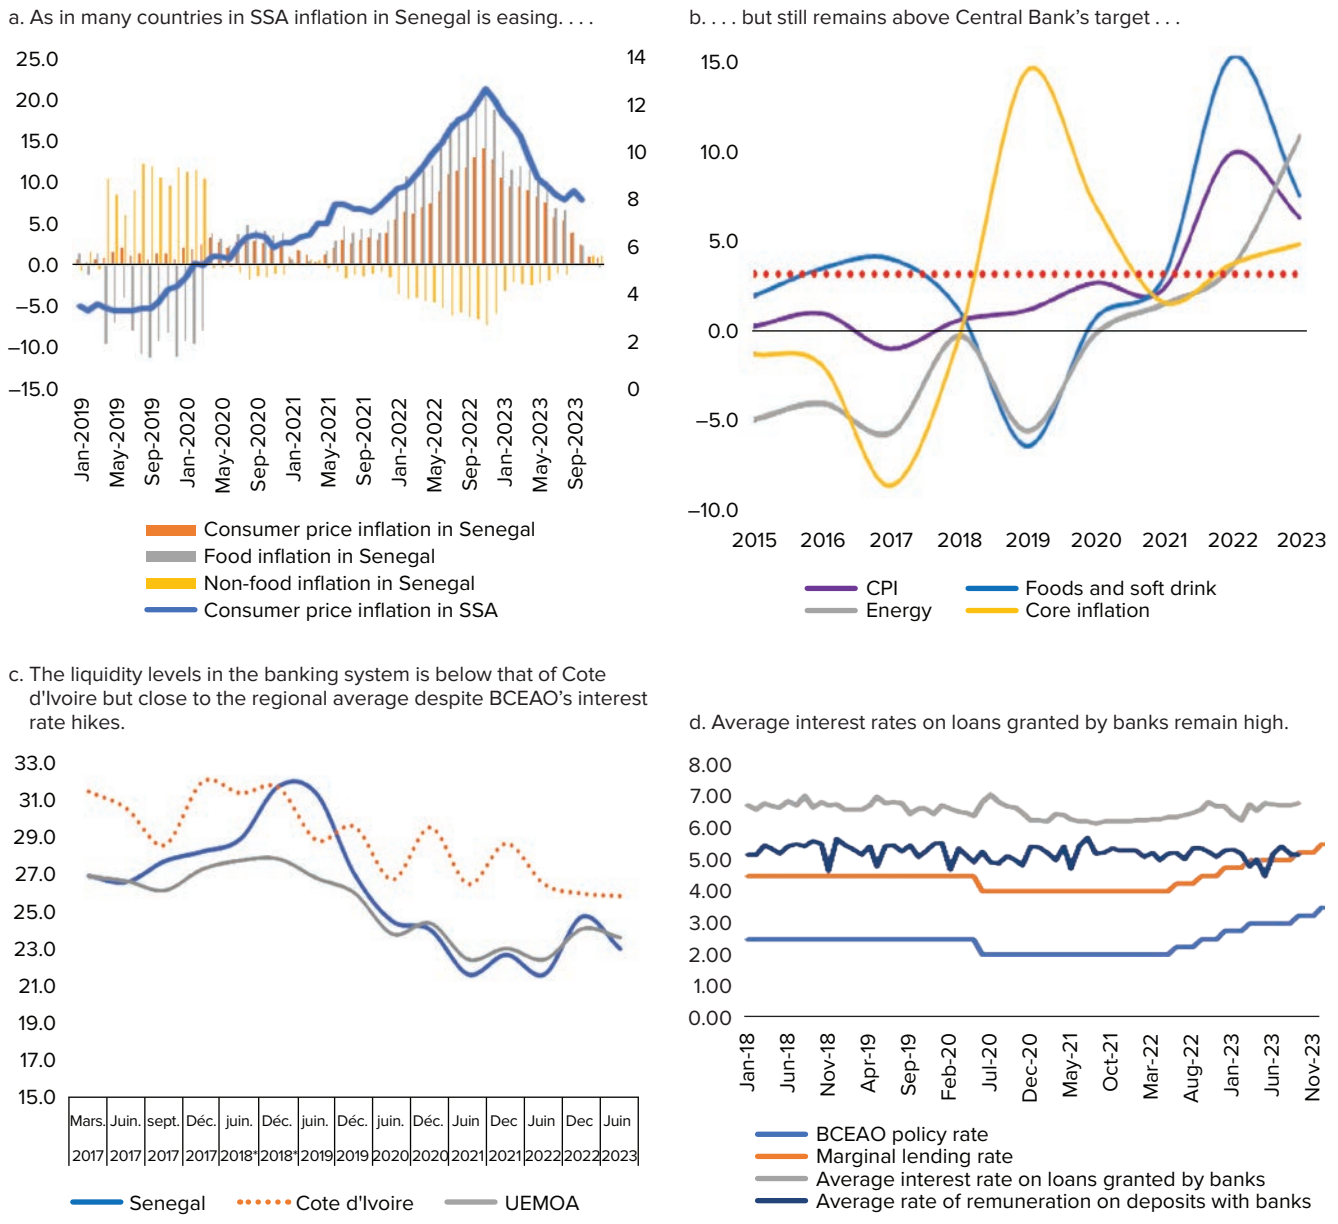 a. As in many countries in SSA inflation in Senegal is easing. . . .
25.0
20.0
15.0
10.0
5.0
0.0
–5.0
–10.0
–15.0
14
12
10
8
6
4
2
0
Jan-2019
May-2019
Sep-2019
Jan-2020
May-2020
Sep-2020
Jan-2021
May-2021
Sep-2021
Jan-2022
May-2022
Sep-2022
Jan-2023
May-2023
Sep-2023
Consumer price inflation in Senegal
Food inflation in Senegal
Non-food inflation in Senegal
Consumer price inflation in SSA
b. . . . but still remains above Central Bank’s target . . .
15.0
10.0
5.0
0.0
–5.0
–10.0
2015 2016 2017 2018 2019 2020 2021 2022 2023
CPI Foods and soft drink
Energy Core inflation
c. The liquidity levels in the banking system is below that of Cote
d'Ivoire but close to the regional average despite BCEAO’s interest
rate hikes.
33.0
31.0
29.0
27.0
25.0
23.0
21.0
19.0
17.0
15.0
Mars. Juin. sept. Déc. juin. Déc. juin. Déc. juin. Déc. Juin Dec Juin Dec Juin
2017 2017 2017 2017 2018* 2018* 2019 2019 2020 2020 2021 2021 2022 2022 2023
Senegal Cote d'Ivoire UEMOA
d. Average interest rates on loans granted by banks remain high.
8.00
7.00
6.00
5.00
4.00
3.00
2.00
1.00
0.00
Jan-18
Jun-18
Nov-18
Apr-19
Sep-19
Feb-20
Jul-20
Dec-20
May-21
Oct-21
Mar-22
Aug-22
Jan-23
Jun-23
Nov-23
BCEAO policy rate
Marginal lending rate
Average interest rate on loans granted by banks
Average rate of remuneration on deposits with banks